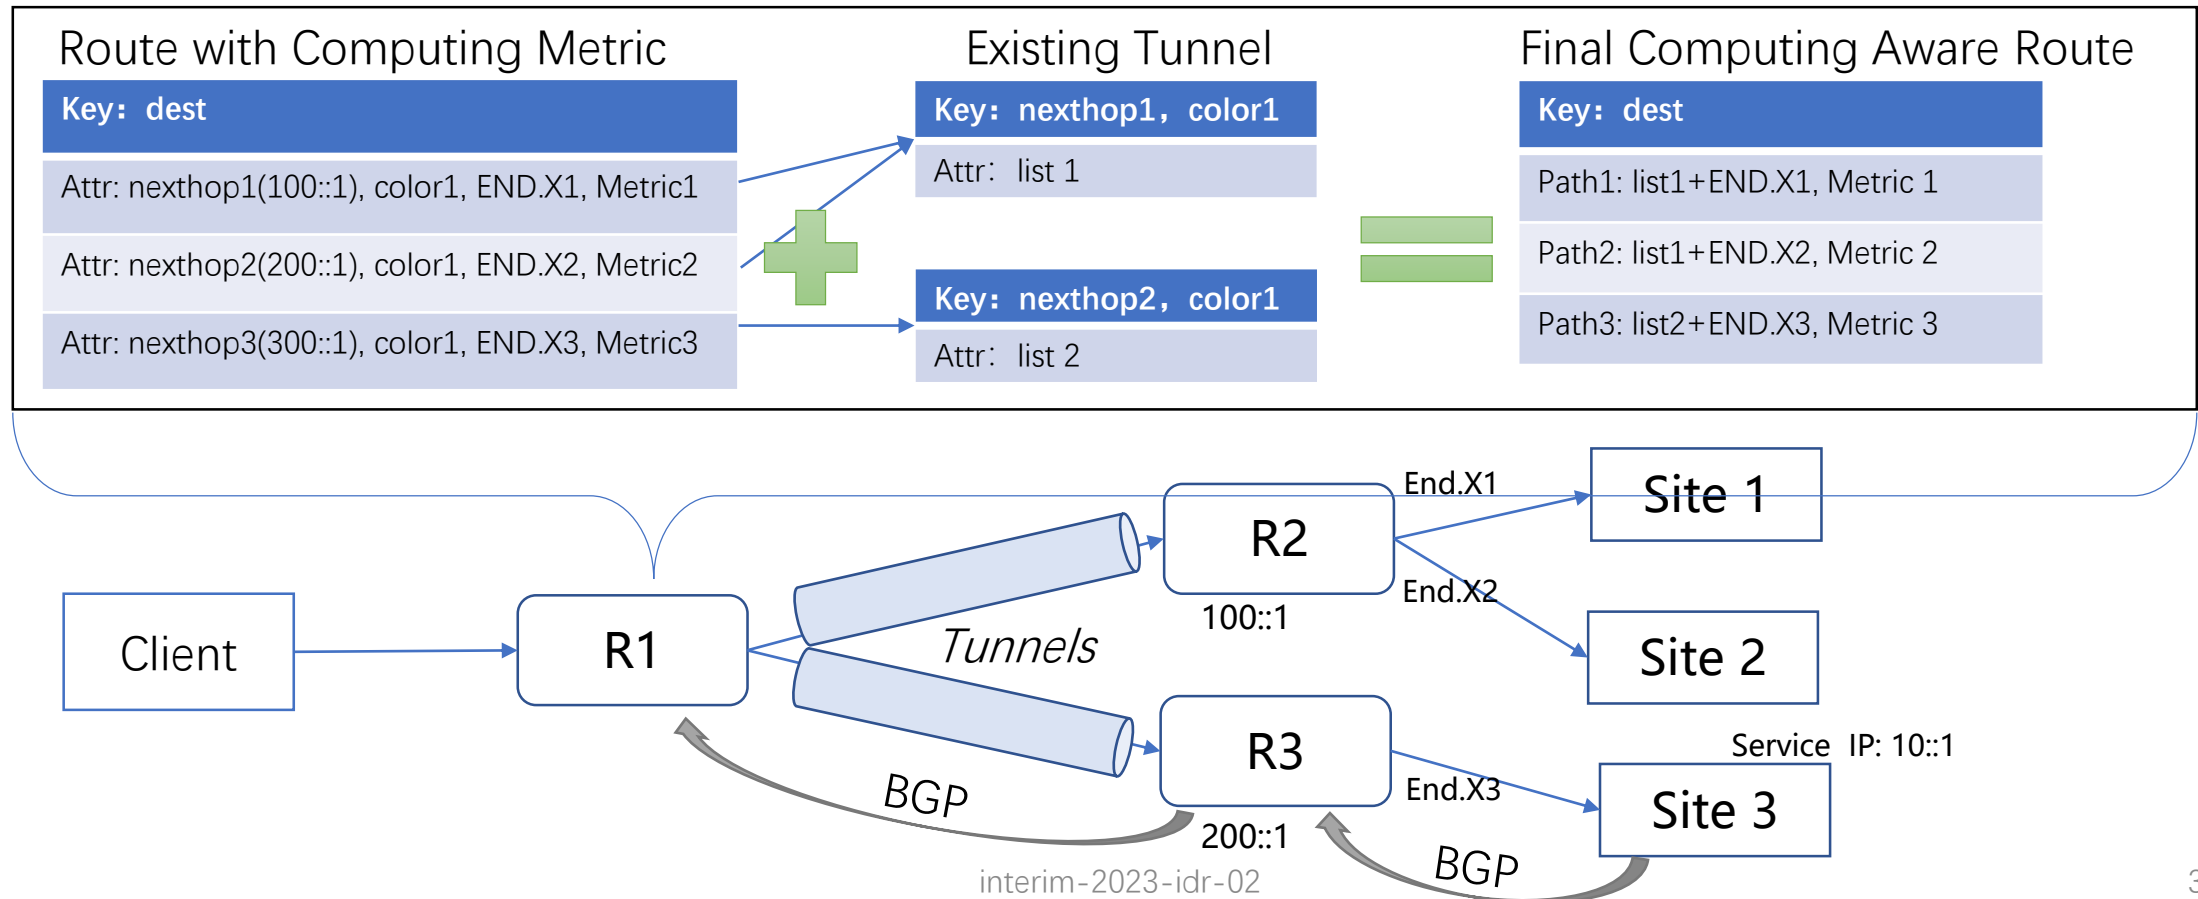 Route with Computing Metric
Key：dest
Attr: nexthop1(100::1), color1, END.X1, Metric1
Attr: nexthop2(200::1), color1, END.X2, Metric2
Attr: nexthop3(300::1), color1, END.X3, Metric3
Existing Tunnel
Key：nexthop1，color1
Attr： list 1
Key：nexthop2，color1
Attr： list 2
Final Computing Aware Route
Key：dest
Path1: list1+END.X1, Metric 1
Path2: list1+END.X2, Metric 2
Path3: list2+END.X3, Metric 3
End.X1
Site 1
R2
End.X2
100::1
Client
R1
Tunnels
Site 2
R3
Service IP: 10::1
End.X3
Site 3
BGP
200::1
BGP
interim-2023-idr-02
3